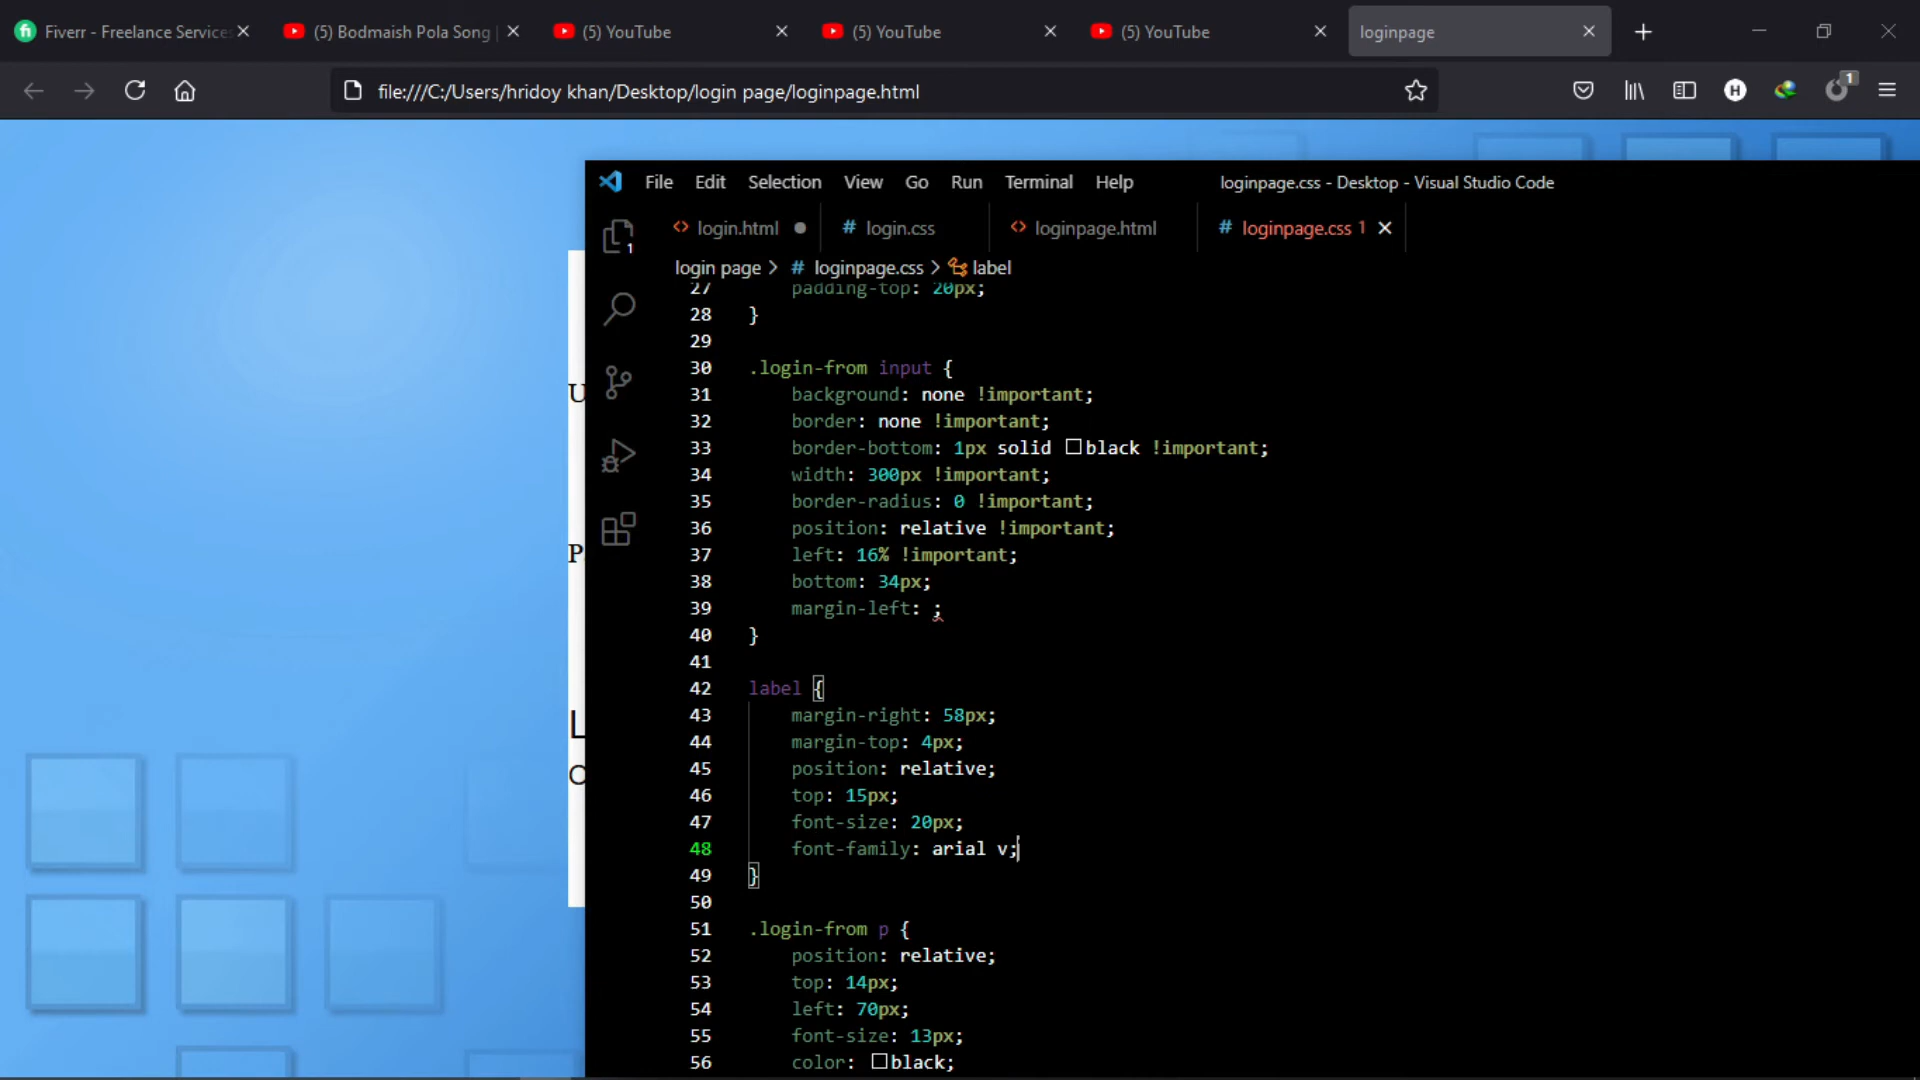 Fiverr - Freelance Services
(5) Bodmaish Pola Song
(5) YouTube
(5) YouTube
(5) YouTube
loginpage
file:///C:/Users/hridoy khan/Desktop/login page/loginpage.html
H
1
File Edit Selection View Go Run Terminal Help
loginpage.css - Desktop - Visual Studio Code
login.html
# login.css
loginpage.html
# loginpage.css 1
1
login page > # loginpage.css > label
27 padding-top: 20px;
28 }
29
30 .login-from input {
31 background: none !important;
32 border: none !important;
33 border-bottom: 1px solid black !important;
34 width: 300px !important;
35 border-radius: 0 !important;
36 position: relative !important;
37 left: 16% !important;
38 bottom: 34px;
39 margin-left: ;
40 }
41
42 label {
43 margin-right: 58px;
44 margin-top: 4px;
45 position: relative;
46 top: 15px;
47 font-size: 20px;
48 font-family: arial v;
49 }
50
51 .login-from p {
52 position: relative;
53 top: 14px;
54 left: 70px;
55 font-size: 13px;
56 color: black;
U
P
L